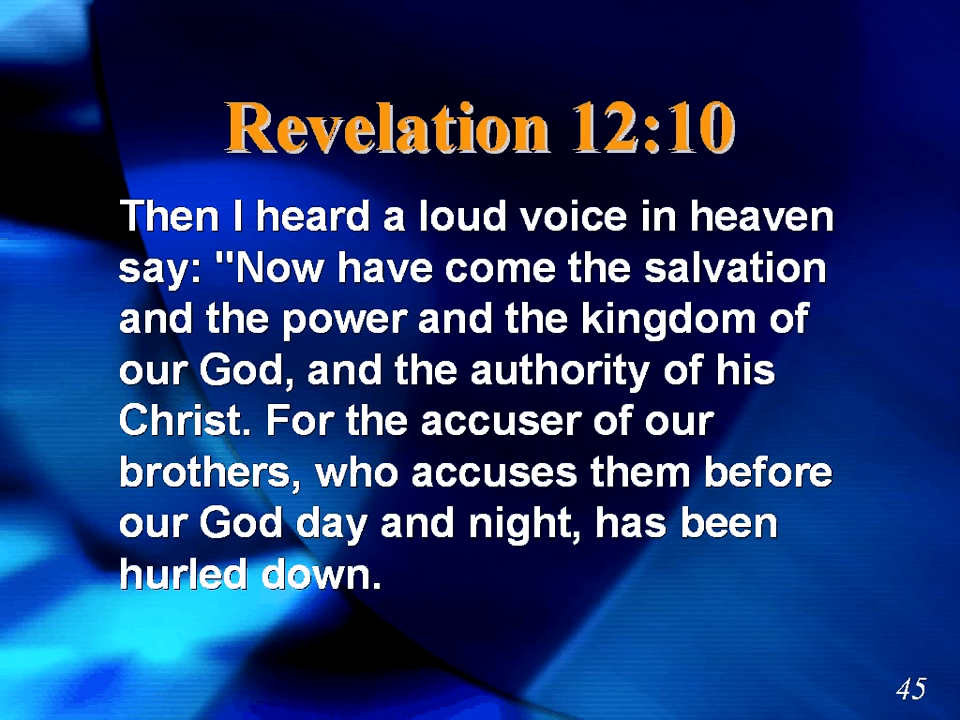 Revelation 12:10
Then I heard a loud voice in heaven
say: "Now have come the salvation
and the power and the kingdom of
our God, and the authority of his
Christ. For the accuser of our
brothers, who accuses them before
our God day and night, has been
hurled down.
45